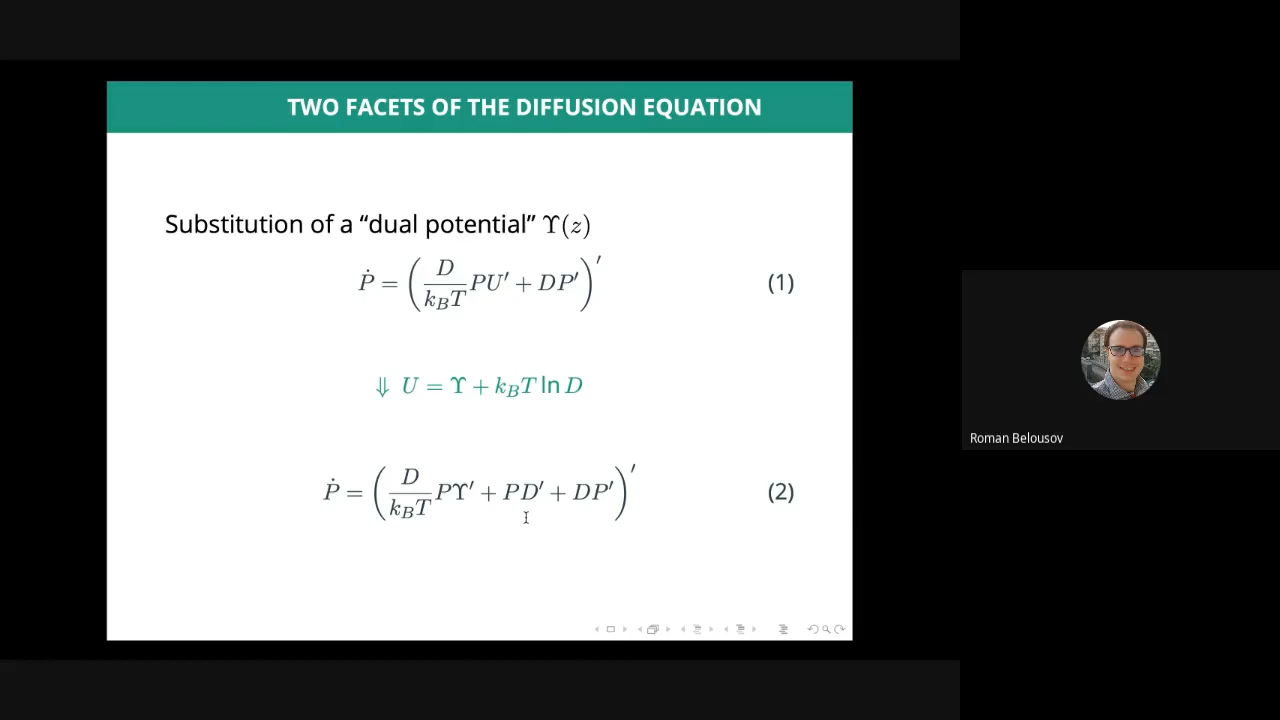 TWO FACETS OF THE DIFFUSION EQUATION
Substitution of a “dual potential” ϒ(z)
Ṗ = (D/k_BT PU′ + DP′)′ (1)
⇓ U = ϒ + k_BT ln D
Ṗ = (D/k_BT Pϒ′ + PD′ + DP′)′ (2)
Roman Belousov